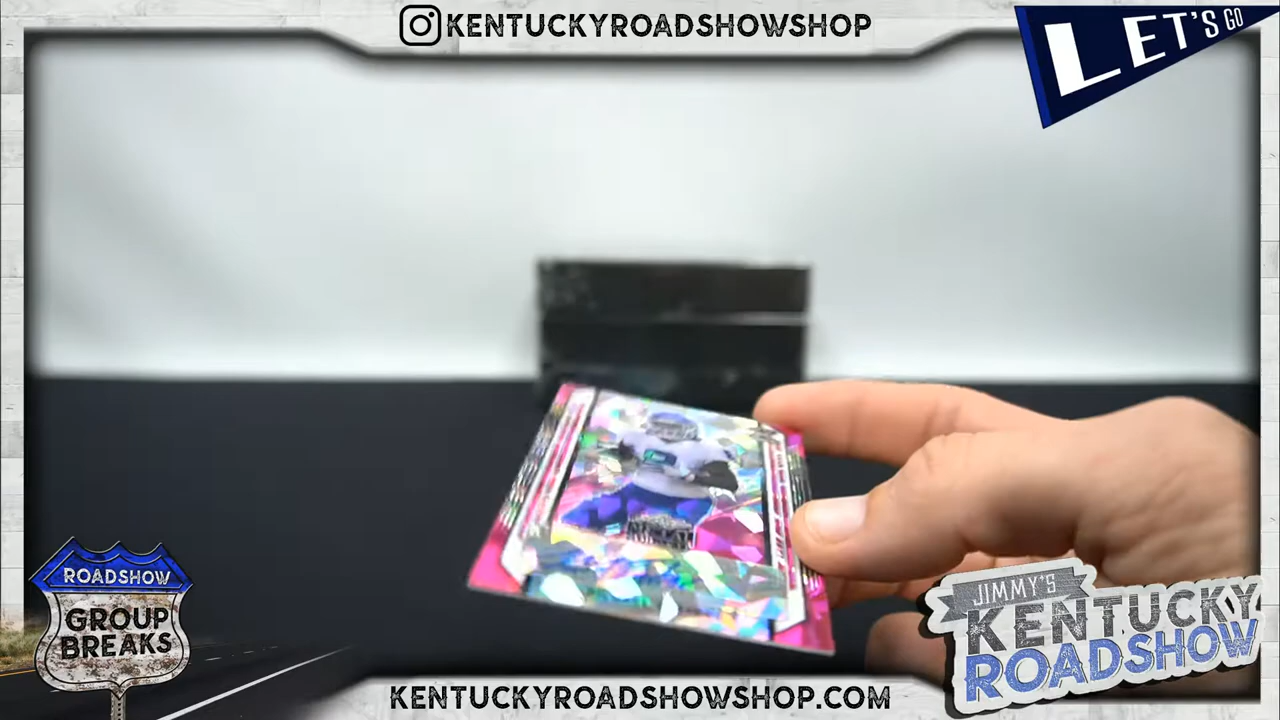 KENTUCKYROADSHOWSHOP
LET'S GO
ROADSHOW
GROUP
BREAKS
JIMMY'S
KENTUCKY
ROADSHOW
KENTUCKYROADSHOWSHOP.COM